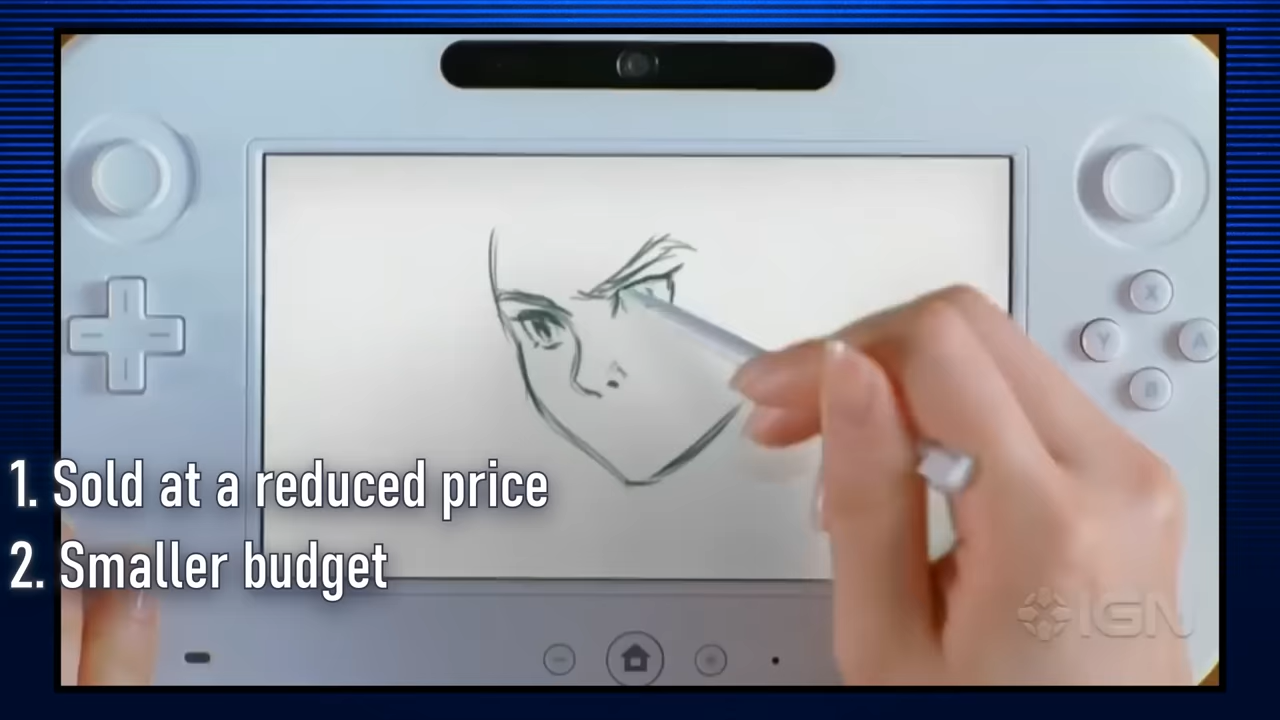 X
Y
A
B
1. Sold at a reduced price
2. Smaller budget
IGN